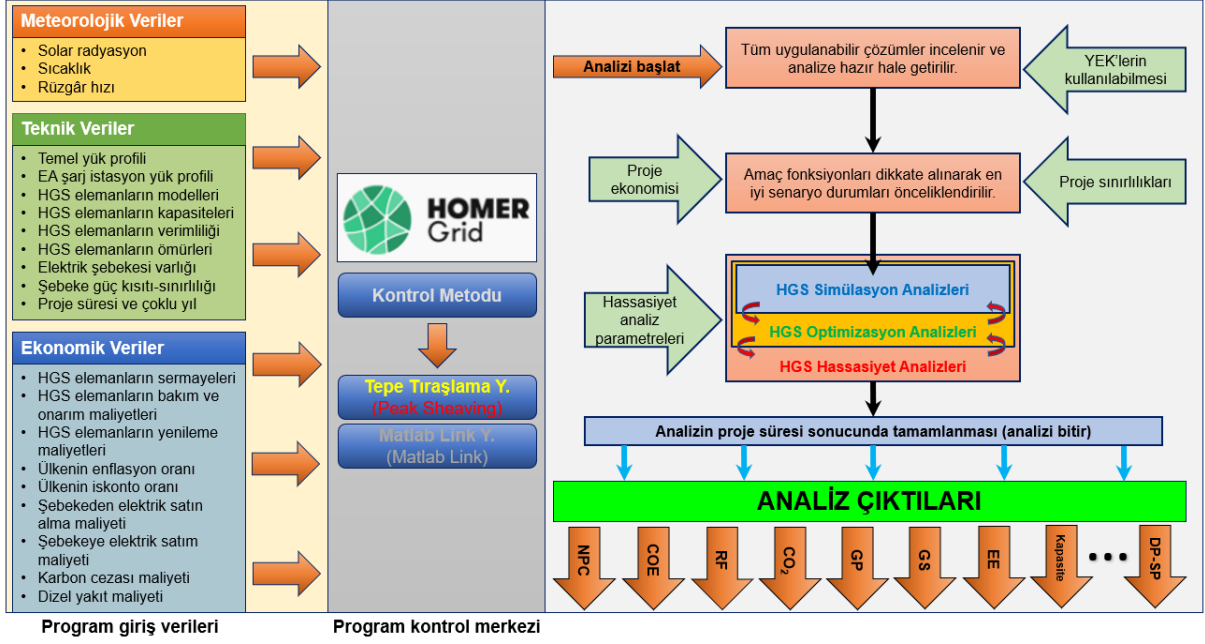 Meteorolojik Veriler
• Solar radyasyon
• Sıcaklık
• Rüzgâr hızı
Teknik Veriler
• Temel yük profili
• EA şarj istasyon yük profili
• HGS elemanların modelleri
• HGS elemanların kapasiteleri
• HGS elemanların verimliliği
• HGS elemanların ömürleri
• Elektrik şebekesi varlığı
• Şebeke güç kısıtı-sınırlılığı
• Proje süresi ve çoklu yıl
Ekonomik Veriler
• HGS elemanların sermayeleri
• HGS elemanların bakım ve
onarım maliyetleri
• HGS elemanların yenileme
maliyetleri
• Ülkenin enflasyon oranı
• Ülkenin iskonto oranı
• Şebekeden elektrik satın
alma maliyeti
• Şebekeye elektrik satım
maliyeti
• Karbon cezası maliyeti
• Dizel yakıt maliyeti
Program giriş verileri
HOMER
Grid
Kontrol Metodu
Tepe Tıraşlama Y.
(Peak Sheaving)
Matlab Link Y.
(Matlab Link)
Program kontrol merkezi
Analizi başlat
Tüm uygulanabilir çözümler incelenir ve
analize hazır hale getirilir.
YEK'lerin
kullanılabilmesi
Proje
ekonomisi
Amaç fonksiyonları dikkate alınarak en
iyi senaryo durumları önceliklendirilir.
Proje sınırlılıkları
Hassasiyet
analiz
parametreleri
HGS Simülasyon Analizleri
HGS Optimizasyon Analizleri
HGS Hassasiyet Analizleri
Analizin proje süresi sonucunda tamamlanması (analizi bitir)
ANALİZ ÇIKTILARI
NPC
COE
RF
CO₂
GP
GS
EE
Kapasite
•••
DP-SP